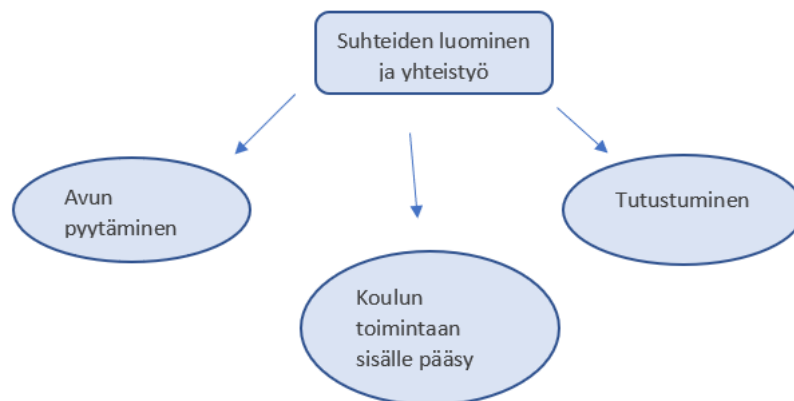 Suhteiden luominen
ja yhteistyö
Avun
pyytäminen
Tutustuminen
Koulun
toimintaan
sisälle pääsy